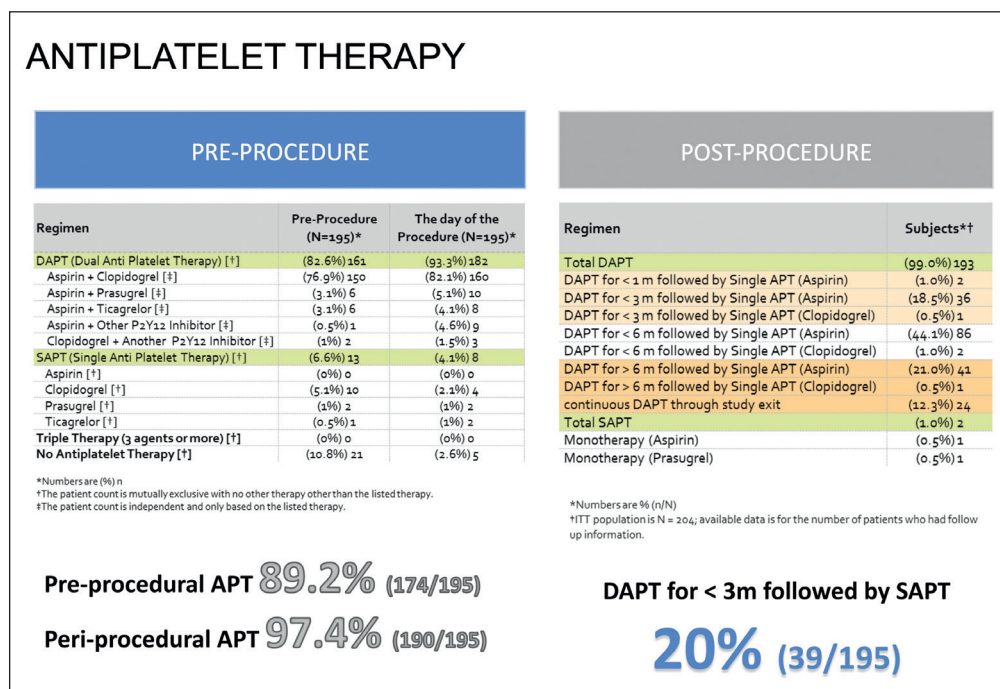 ANTIPLATELET THERAPY
PRE-PROCEDURE
Regimen Pre-Procedure (N=195)* The day of the Procedure (N=195)*
DAPT (Dual Anti Platelet Therapy) [†] (82.6%) 161 (93.3%) 182
Aspirin + Clopidogrel [‡] (76.9%) 150 (82.1%) 160
Aspirin + Prasugrel [‡] (3.1%) 6 (5.1%) 10
Aspirin + Ticagrelor [‡] (3.1%) 6 (4.1%) 8
Aspirin + Other P2Y12 Inhibitor [‡] (0.5%) 1 (4.6%) 9
Clopidogrel + Another P2Y12 Inhibitor [‡] (1%) 2 (1.5%) 3
SAPT (Single Anti Platelet Therapy) [†] (6.6%) 13 (4.1%) 8
Aspirin [†] (0%) 0 (0%) 0
Clopidogrel [†] (5.1%) 10 (2.1%) 4
Prasugrel [†] (1%) 2 (1%) 2
Ticagrelor [†] (0.5%) 1 (1%) 2
Triple Therapy (3 agents or more) [†] (0%) 0 (0%) 0
No Antiplatelet Therapy [†] (10.8%) 21 (2.6%) 5
*Numbers are (%) n
†The patient count is mutually exclusive with no other therapy other than the listed therapy.
‡The patient count is independent and only based on the listed therapy.
Pre-procedural APT 89.2% (174/195)
Peri-procedural APT 97.4% (190/195)
POST-PROCEDURE
Regimen Subjects*†
Total DAPT (99.0%) 193
DAPT for < 1 m followed by Single APT (Aspirin) (1.0%) 2
DAPT for < 3 m followed by Single APT (Aspirin) (18.5%) 36
DAPT for < 3 m followed by Single APT (Clopidogrel) (0.5%) 1
DAPT for < 6 m followed by Single APT (Aspirin) (44.1%) 86
DAPT for < 6 m followed by Single APT (Clopidogrel) (1.0%) 2
DAPT for > 6 m followed by Single APT (Aspirin) (21.0%) 41
DAPT for > 6 m followed by Single APT (Clopidogrel) (0.5%) 1
continuous DAPT through study exit (12.3%) 24
Total SAPT (1.0%) 2
Monotherapy (Aspirin) (0.5%) 1
Monotherapy (Prasugrel) (0.5%) 1
*Numbers are % (n/N)
†ITT population is N = 204; available data is for the number of patients who had follow
up information.
DAPT for < 3m followed by SAPT
20% (39/195)